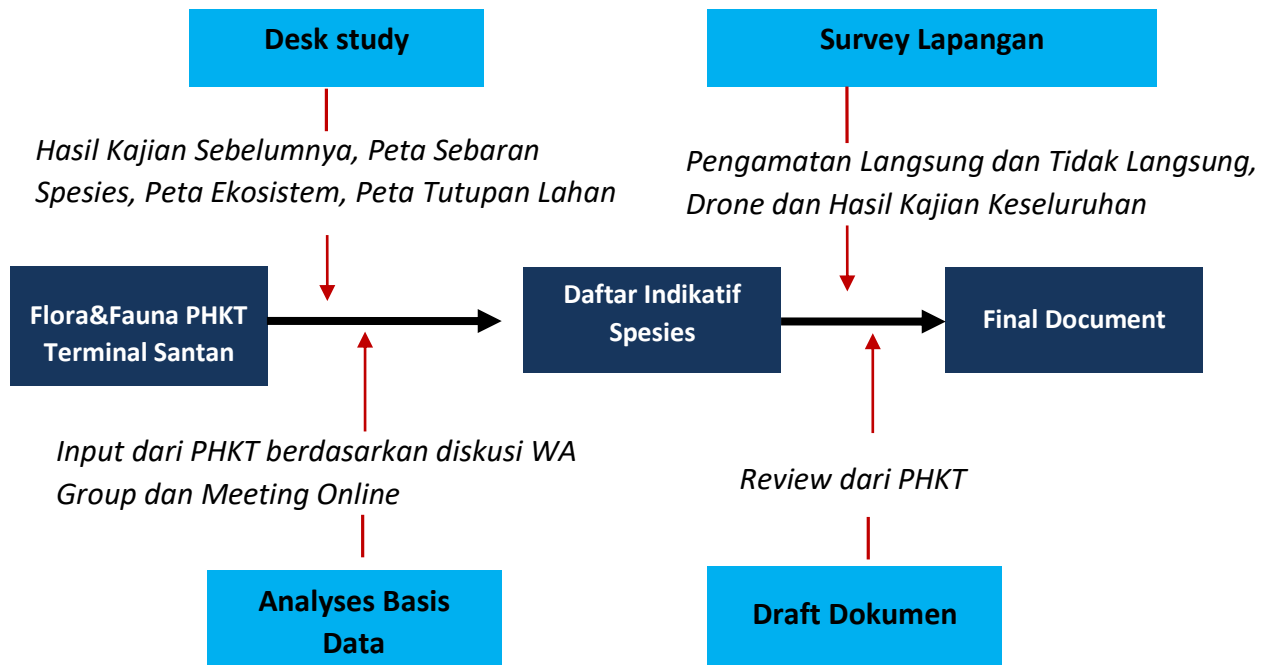 Desk study
Survey Lapangan
Hasil Kajian Sebelumnya, Peta Sebaran
Spesies, Peta Ekosistem, Peta Tutupan Lahan
Pengamatan Langsung dan Tidak Langsung,
Drone dan Hasil Kajian Keseluruhan
Flora&Fauna PHKT
Terminal Santan
Daftar Indikatif
Spesies
Final Document
Input dari PHKT berdasarkan diskusi WA
Group dan Meeting Online
Review dari PHKT
Analyses Basis
Data
Draft Dokumen